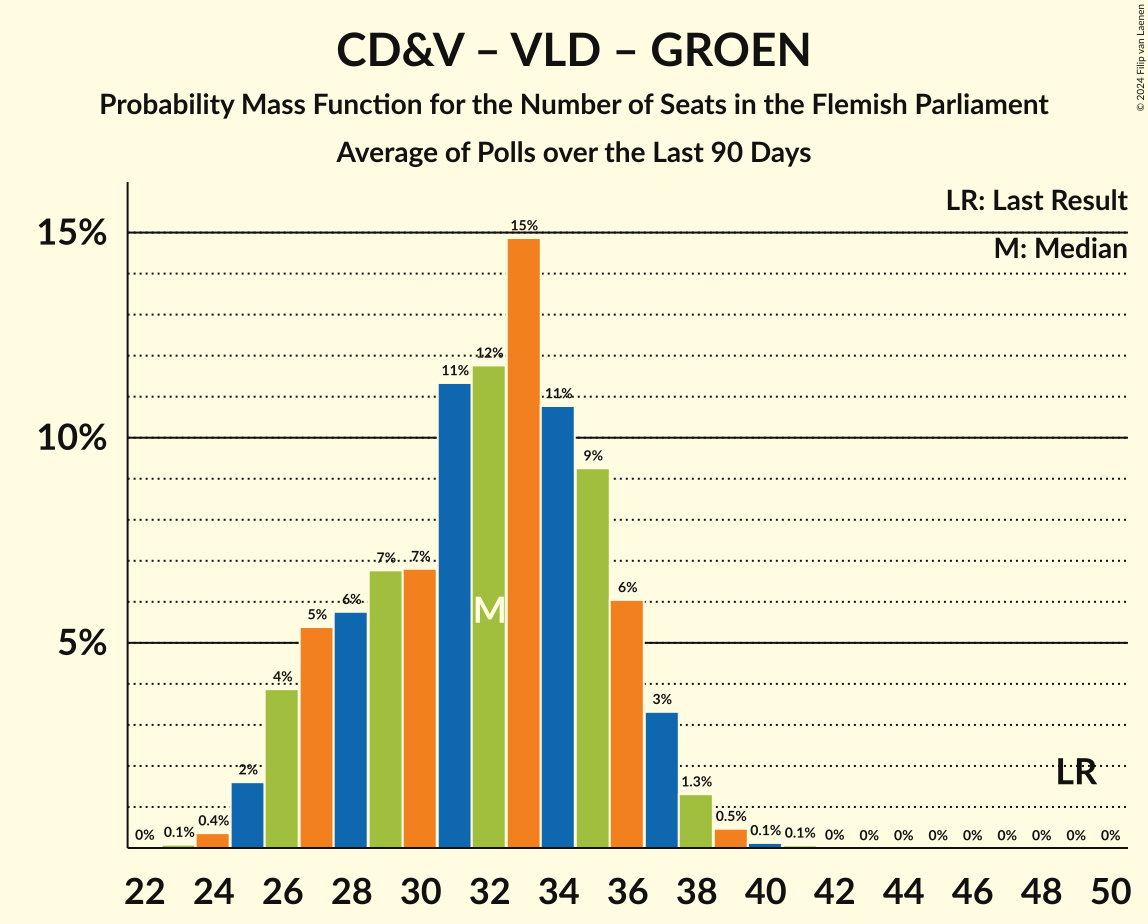 CD&V – VLD – GROEN
Probability Mass Function for the Number of Seats in the Flemish Parliament
Average of Polls over the Last 90 Days
© 2024 Filip van Laenen
LR: Last Result
M: Median
15%
10%
5%
0% 0.1% 0.4% 2% 4% 5% 6% 7% 7% 11% 12% 15% 11% 9% 6% 3% 1.3% 0.5% 0.1% 0.1% 0% 0% 0% 0% 0% 0% 0% 0% 0%
M
LR
22 24 26 28 30 32 34 36 38 40 42 44 46 48 50